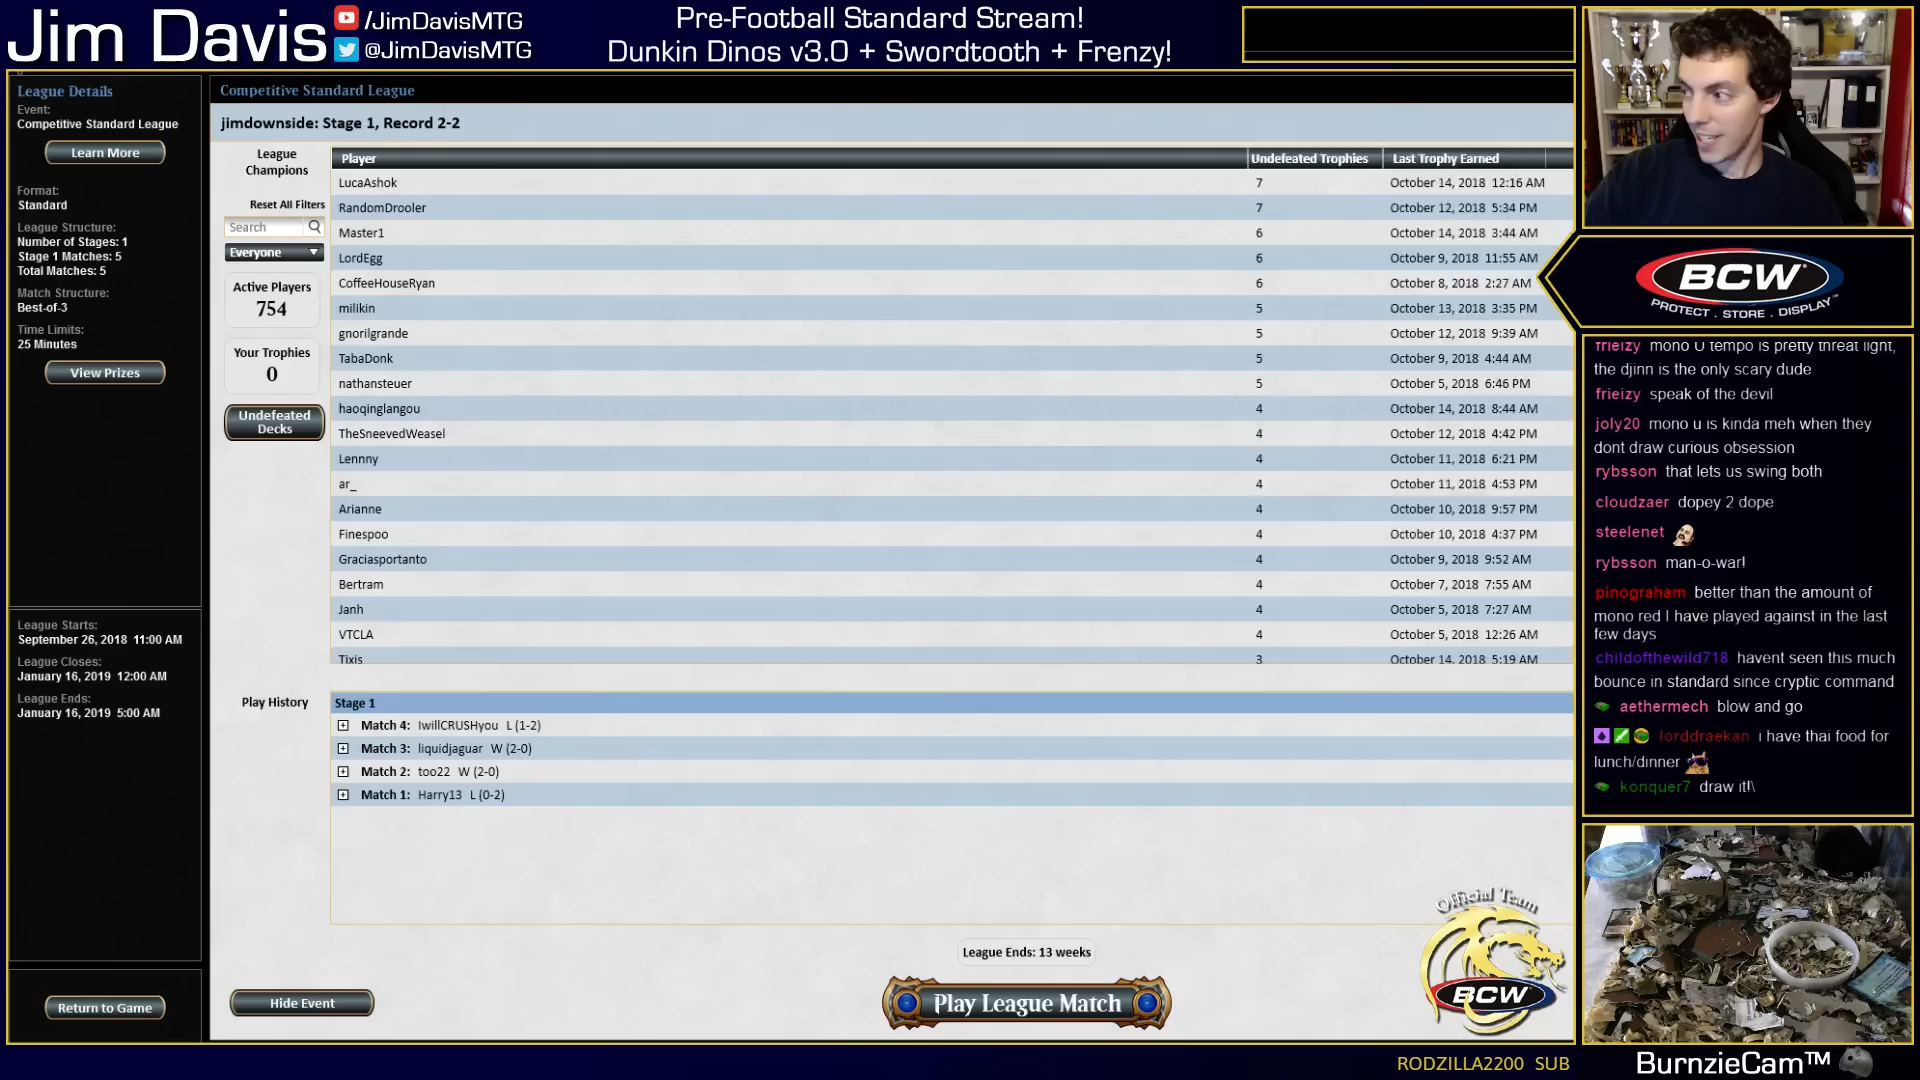 Jim Davis
/JimDavisMTG
@JimDavisMTG
Pre-Football Standard Stream!
Dunkin Dinos v3.0 + Swordtooth + Frenzy!
League Details
Event:
Competitive Standard League
Learn More
Format:
Standard
League Structure:
Number of Stages: 1
Stage 1 Matches: 5
Total Matches: 5
Match Structure:
Best-of-3
Time Limits:
25 Minutes
View Prizes
League Starts:
September 26, 2018 11:00 AM
League Closes:
January 16, 2019 12:00 AM
League Ends:
January 16, 2019 5:00 AM
Return to Game
Competitive Standard League
jimdownside: Stage 1, Record 2-2
League
Champions
Reset All Filters
Search
Everyone
Active Players
754
Your Trophies
0
Undefeated
Decks
Player Undefeated Trophies Last Trophy Earned
LucaAshok 7 October 14, 2018 12:16 AM
RandomDrooler 7 October 12, 2018 5:34 PM
Master1 6 October 14, 2018 3:44 AM
LordEgg 6 October 9, 2018 11:55 AM
CoffeeHouseRyan 6 October 8, 2018 2:27 AM
milikin 5 October 13, 2018 3:35 PM
gnorilgrande 5 October 12, 2018 9:39 AM
TabaDonk 5 October 9, 2018 4:44 AM
nathansteuer 5 October 5, 2018 6:46 PM
haoqinglangou 4 October 14, 2018 8:44 AM
TheSneevedWeasel 4 October 12, 2018 4:42 PM
Lennny 4 October 11, 2018 6:21 PM
ar_ 4 October 11, 2018 4:53 PM
Arianne 4 October 10, 2018 9:57 PM
Finespoo 4 October 10, 2018 4:37 PM
Graciasportanto 4 October 9, 2018 9:52 AM
Bertram 4 October 7, 2018 7:55 AM
Janh 4 October 5, 2018 7:27 AM
VTCLA 4 October 5, 2018 12:26 AM
Tixis 3 October 14, 2018 5:19 AM
Play History
Stage 1
Match 4: IwillCRUSHyou L (1-2)
Match 3: liquidjaguar W (2-0)
Match 2: too22 W (2-0)
Match 1: Harry13 L (0-2)
League Ends: 13 weeks
Hide Event
Play League Match
Official Team
BCW
BCW
PROTECT . STORE . DISPLAY™
frieizy mono U tempo is pretty threat light,
the djinn is the only scary dude
frieizy speak of the devil
joly20 mono u is kinda meh when they
dont draw curious obsession
rybsson that lets us swing both
cloudzaer dopey 2 dope
steelenet
rybsson man-o-war!
pinograham better than the amount of
mono red I have played against in the last
few days
childofthewild718 havent seen this much
bounce in standard since cryptic command
aethermech blow and go
lorddraekan i have thai food for
lunch/dinner
konquer7 draw it!\
RODZILLA2200 SUB
BurnzieCam™